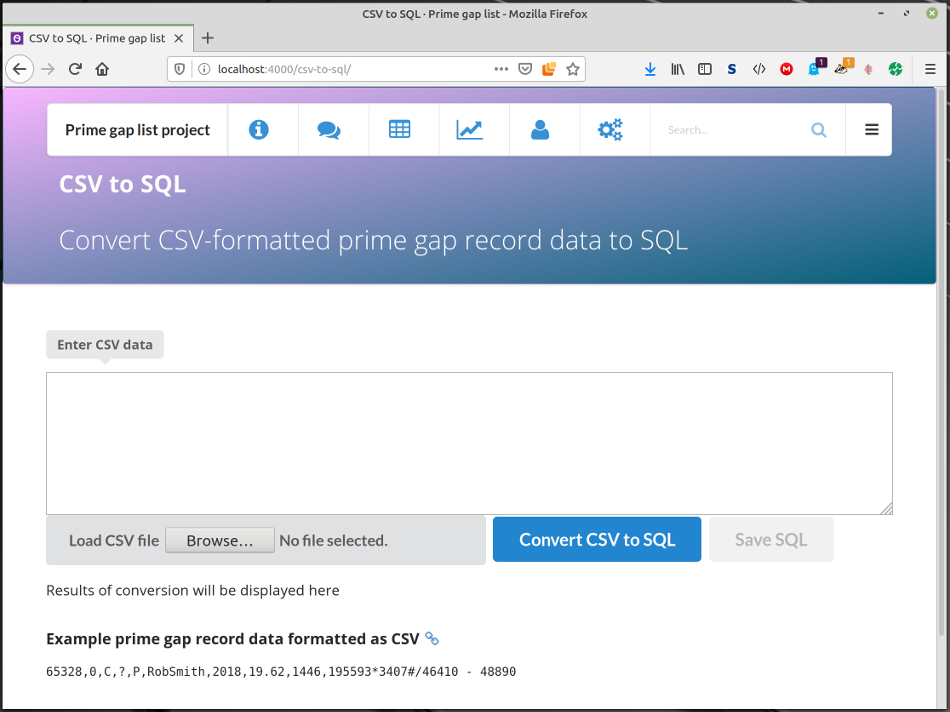 CSV to SQL · Prime gap list - Mozilla Firefox
CSV to SQL · Prime gap list
localhost:4000/csv-to-sql/
S
M
1
1
Prime gap list project
Search...
CSV to SQL
Convert CSV-formatted prime gap record data to SQL
Enter CSV data
Load CSV file Browse... No file selected. Convert CSV to SQL Save SQL
Results of conversion will be displayed here
Example prime gap record data formatted as CSV
65328,0,C,?,P,RobSmith,2018,19.62,1446,195593*3407#/46410 - 48890